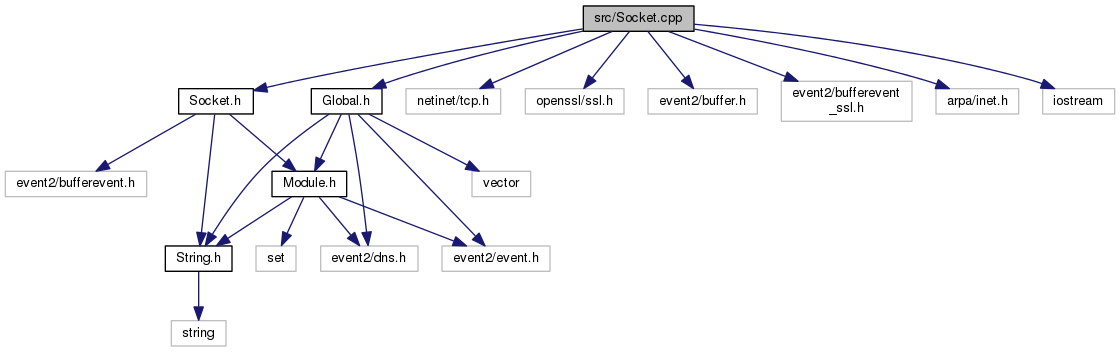 src/Socket.cpp
Socket.h
Global.h
netinet/tcp.h
openssl/ssl.h
event2/buffer.h
event2/bufferevent
_ssl.h
arpa/inet.h
iostream
event2/bufferevent.h
Module.h
vector
String.h
set
event2/dns.h
event2/event.h
string